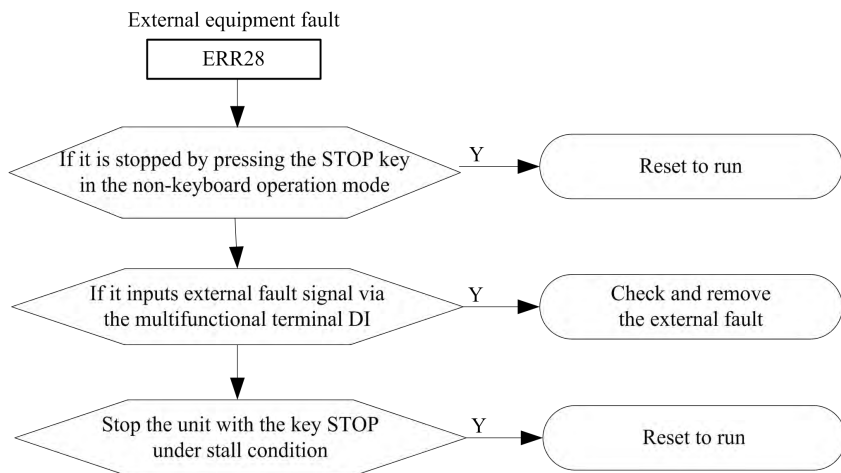 External equipment fault
ERR28
If it is stopped by pressing the STOP key
in the non-keyboard operation mode
Y
Reset to run
If it inputs external fault signal via
the multifunctional terminal DI
Y
Check and remove
the external fault
Stop the unit with the key STOP
under stall condition
Y
Reset to run